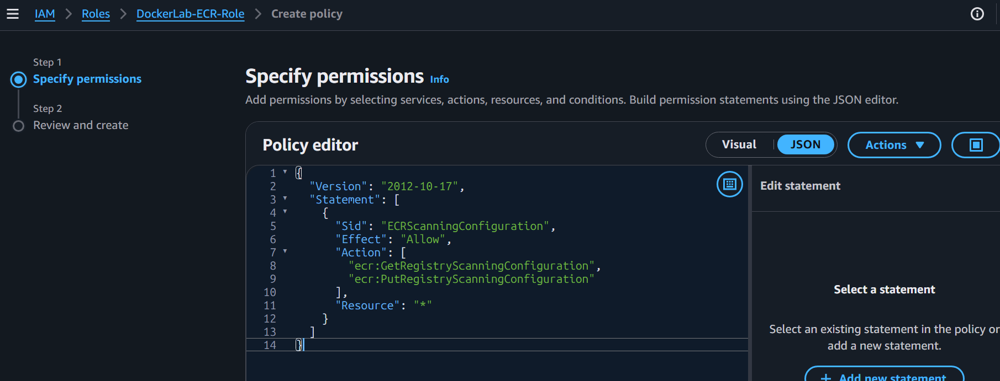 IAM > Roles > DockerLab-ECR-Role > Create policy
Step 1
Specify permissions
Step 2
Review and create
Specify permissions Info
Add permissions by selecting services, actions, resources, and conditions. Build permission statements using the JSON editor.
Policy editor
Visual | JSON
Actions ▼
1 {
2 "Version": "2012-10-17",
3 "Statement": [
4 {
5 "Sid": "ECRScanningConfiguration",
6 "Effect": "Allow",
7 "Action": [
8 "ecr:GetRegistryScanningConfiguration",
9 "ecr:PutRegistryScanningConfiguration"
10 ],
11 "Resource": "*"
12 }
13 ]
14 }
Edit statement
Select a statement
Select an existing statement in the policy or
add a new statement.
+ Add new statement